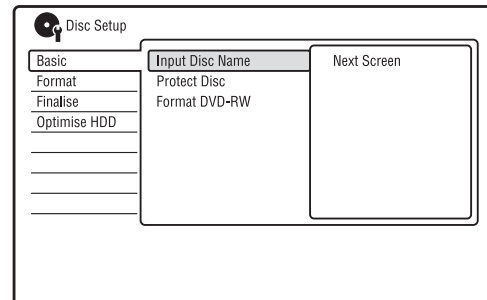 Disc Setup
Basic
Format
Finalise
Optimise HDD
Input Disc Name
Protect Disc
Format DVD-RW
Next Screen